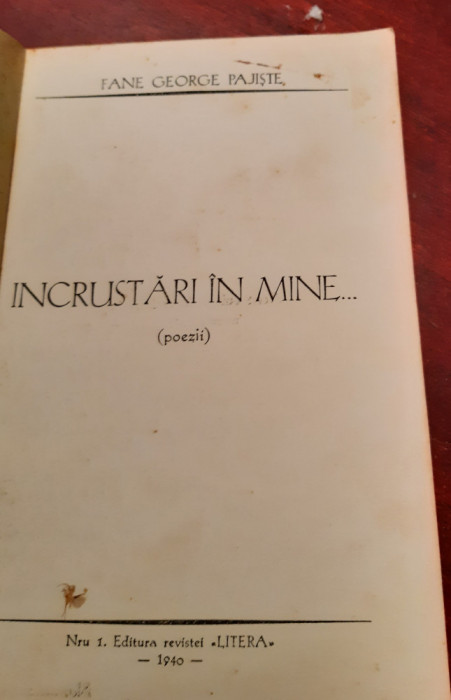 FANE GEORGE PAJIȘTE
INCRUSTĂRI ÎN MINE...
(poezii)
Nru 1. Editura revistei «LITERA»
— 1940 —